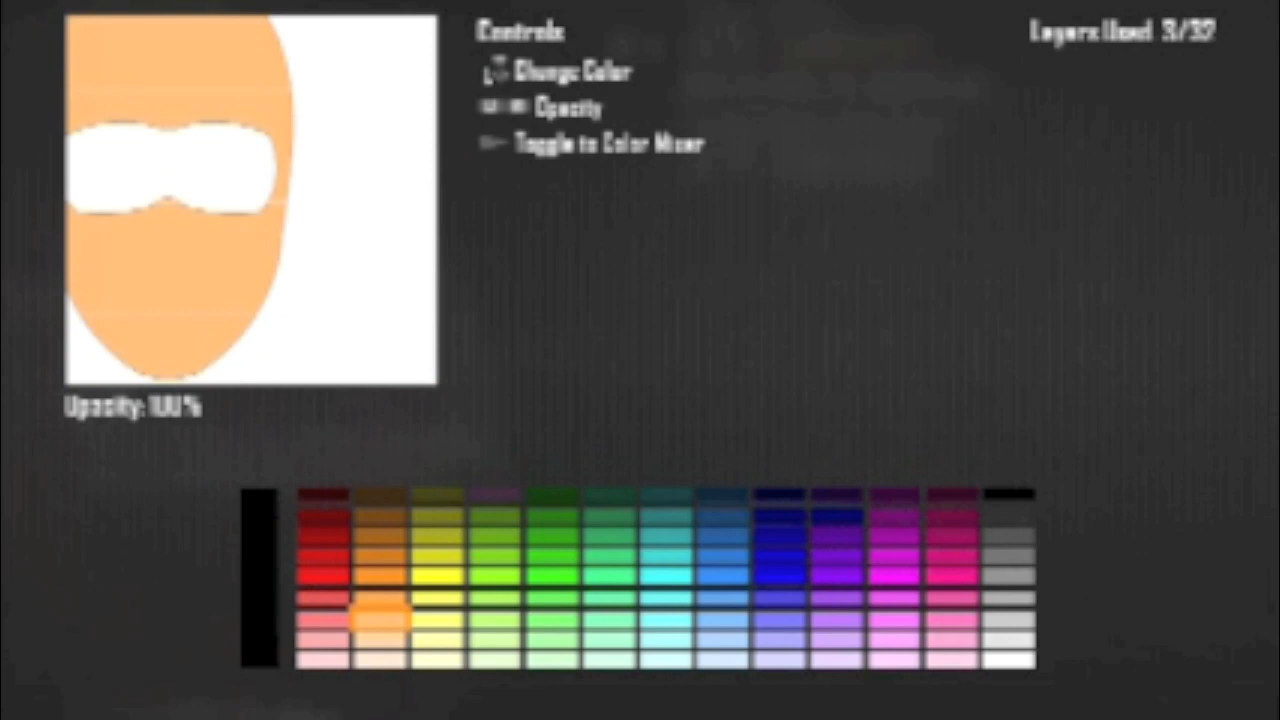 Controls
Layers Used 3/32
Change Color
Opacity
Toggle to Color Mixer
Opacity: 100%